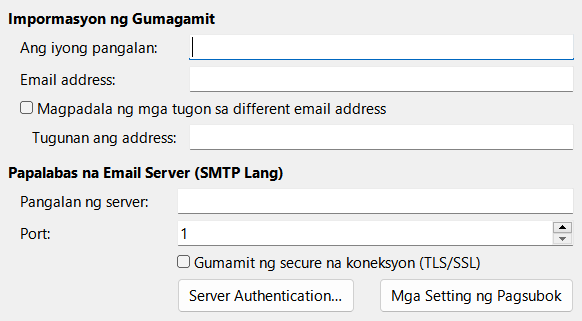 Impormasyon ng Gumagamit
Ang iyong pangalan:
Email address:
Magpadala ng mga tugon sa different email address
Tugunan ang address:
Papalabas na Email Server (SMTP Lang)
Pangalan ng server:
Port: 1
Gumamit ng secure na koneksyon (TLS/SSL)
Server Authentication... Mga Setting ng Pagsubok